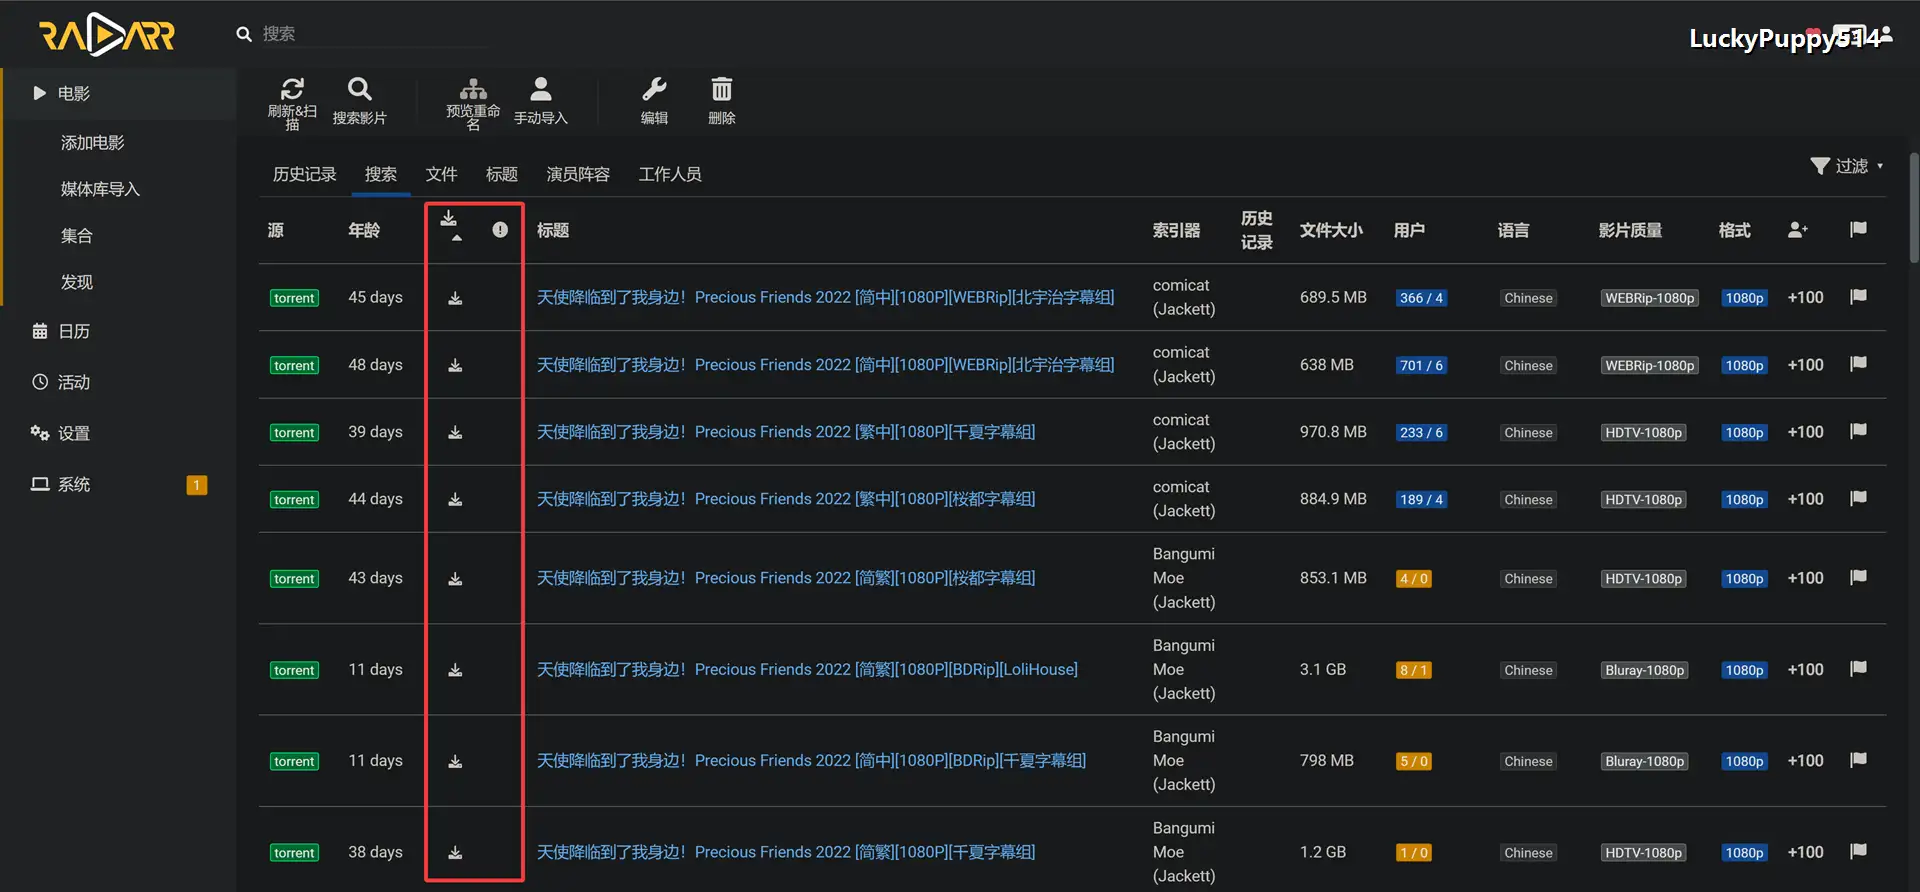 RADARR
搜索
LuckyPuppy514
电影
添加电影
媒体库导入
集合
发现
日历
活动
设置
系统
1
刷新&扫
描
搜索影片
预览重命
名
手动导入
编辑
删除
历史记录
搜索
文件
标题
演员阵容
工作人员
过滤
源
年龄
标题
索引器
历史
记录
文件大小
用户
语言
影片质量
格式
torrent
45 days
天使降临到了我身边！Precious Friends 2022 [简中][1080P][WEBRip][北宇治字幕组]
comicat
(Jackett)
689.5 MB
366 / 4
Chinese
WEBRip-1080p
1080p
+100
torrent
48 days
天使降临到了我身边！Precious Friends 2022 [简中][1080P][WEBRip][北宇治字幕组]
comicat
(Jackett)
638 MB
701 / 6
Chinese
WEBRip-1080p
1080p
+100
torrent
39 days
天使降临到了我身边！Precious Friends 2022 [繁中][1080P][千夏字幕組]
comicat
(Jackett)
970.8 MB
233 / 6
Chinese
HDTV-1080p
1080p
+100
torrent
44 days
天使降临到了我身边！Precious Friends 2022 [繁中][1080P][桜都字幕组]
comicat
(Jackett)
884.9 MB
189 / 4
Chinese
HDTV-1080p
1080p
+100
torrent
43 days
天使降临到了我身边！Precious Friends 2022 [简繁][1080P][桜都字幕组]
Bangumi
Moe
(Jackett)
853.1 MB
4 / 0
Chinese
HDTV-1080p
1080p
+100
torrent
11 days
天使降临到了我身边！Precious Friends 2022 [简繁][1080P][BDRip][LoliHouse]
Bangumi
Moe
(Jackett)
3.1 GB
8 / 1
Chinese
Bluray-1080p
1080p
+100
torrent
11 days
天使降临到了我身边！Precious Friends 2022 [简中][1080P][BDRip][千夏字幕组]
Bangumi
Moe
(Jackett)
798 MB
5 / 0
Chinese
Bluray-1080p
1080p
+100
torrent
38 days
天使降临到了我身边！Precious Friends 2022 [简繁][1080P][千夏字幕组]
Bangumi
Moe
(Jackett)
1.2 GB
1 / 0
Chinese
HDTV-1080p
1080p
+100